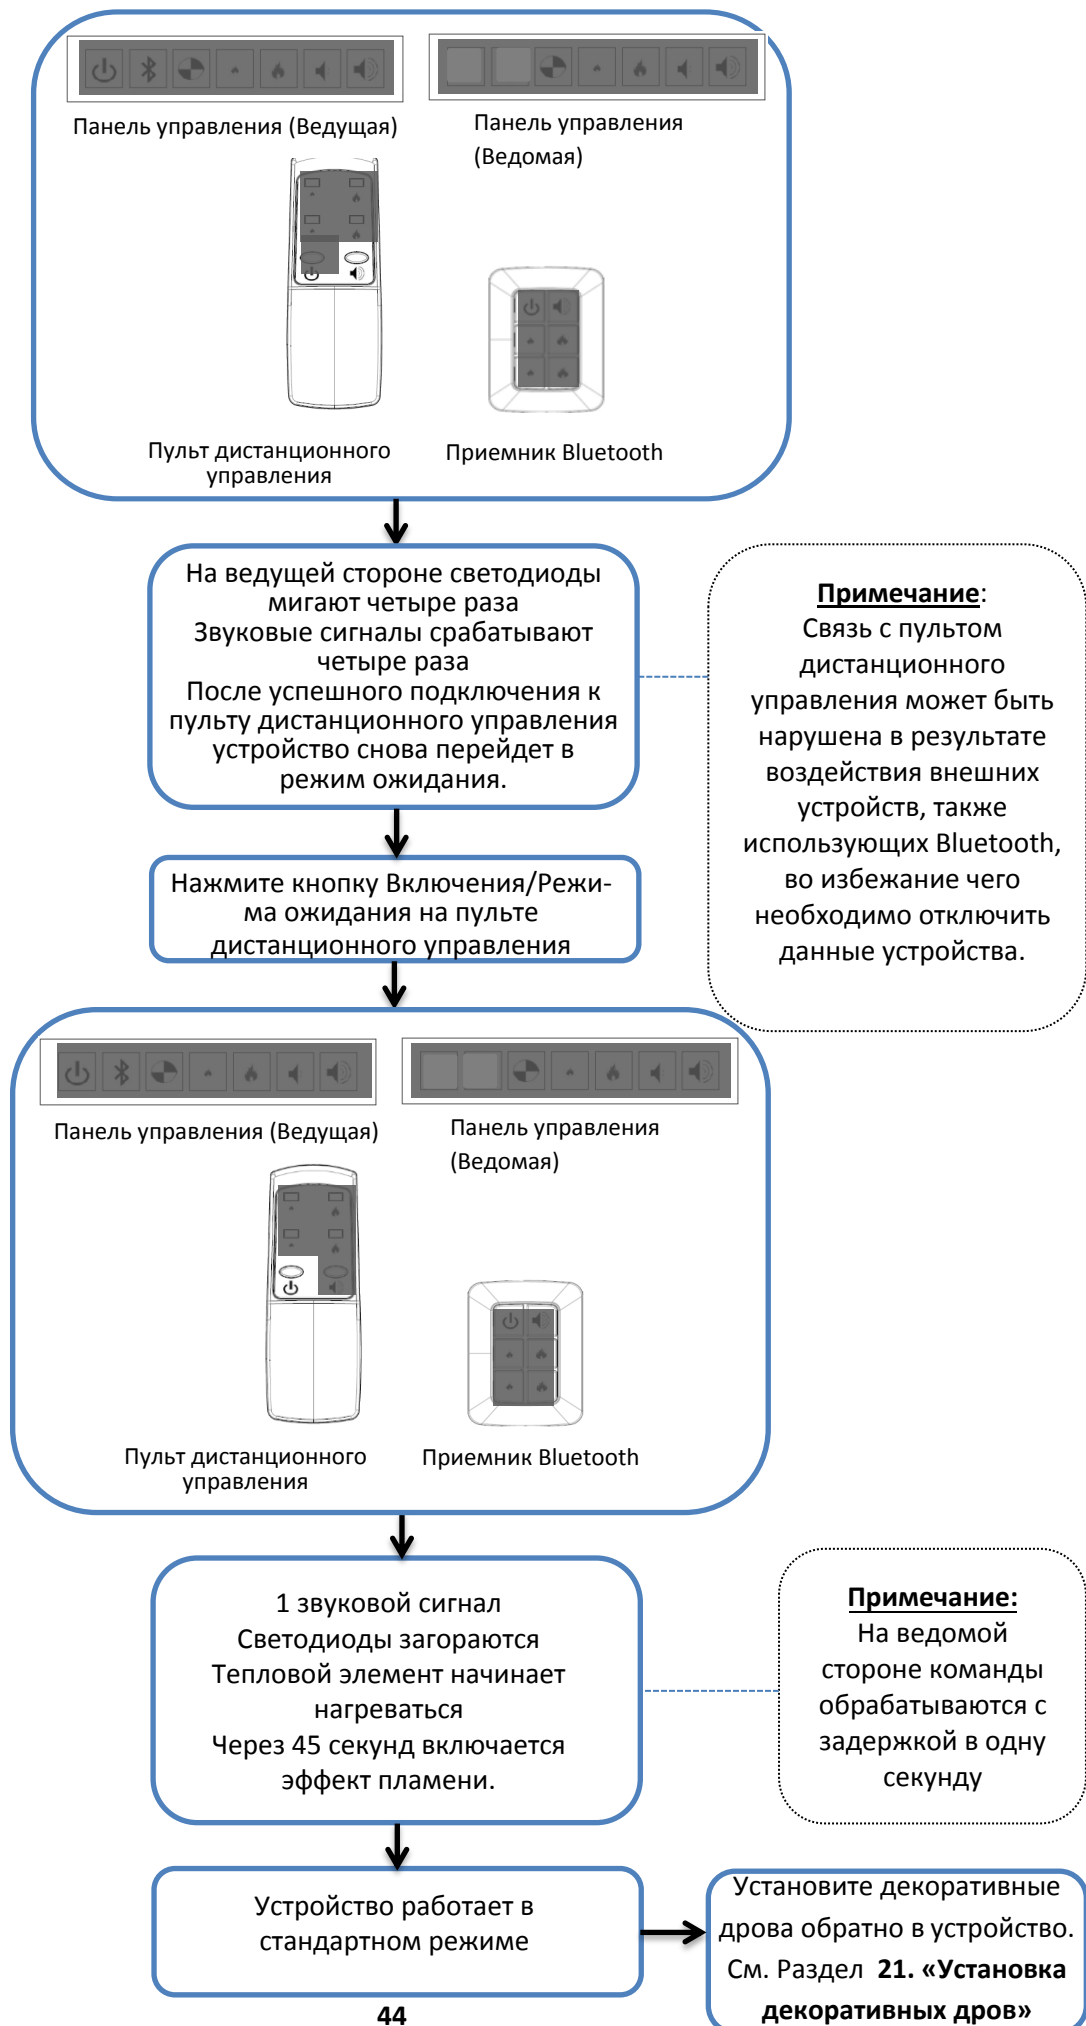 Панель управления (Ведущая)
Панель управления
(Ведомая)
Пульт дистанционного
управления
Приемник Bluetooth
На ведущей стороне светодиоды
мигают четыре раза
Звуковые сигналы срабатывают
четыре раза
После успешного подключения к
пульту дистанционного управления
устройство снова перейдет в
режим ожидания.
Примечание:
Связь с пультом
дистанционного
управления может быть
нарушена в результате
воздействия внешних
устройств, также
использующих Bluetooth,
во избежание чего
необходимо отключить
данные устройства.
Нажмите кнопку Включения/Режи-
ма ожидания на пульте
дистанционного управления
Панель управления (Ведущая)
Панель управления
(Ведомая)
Пульт дистанционного
управления
Приемник Bluetooth
1 звуковой сигнал
Светодиоды загораются
Тепловой элемент начинает
нагреваться
Через 45 секунд включается
эффект пламени.
Примечание:
На ведомой
стороне команды
обрабатываются с
задержкой в одну
секунду
Устройство работает в
стандартном режиме
Установите декоративные
дрова обратно в устройство.
См. Раздел 21. «Установка
декоративных дров»
44